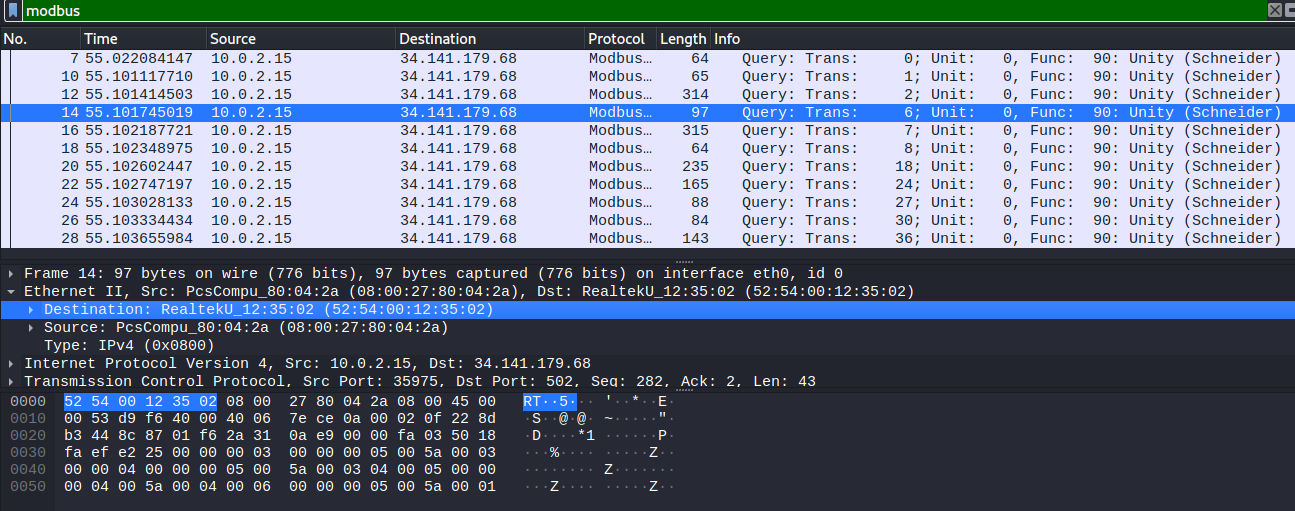 modbus
No. Time Source Destination Protocol Length Info
7 55.022084147 10.0.2.15 34.141.179.68 Modbus… 64 Query: Trans: 0; Unit: 0, Func: 90: Unity (Schneider)
10 55.101117710 10.0.2.15 34.141.179.68 Modbus… 65 Query: Trans: 1; Unit: 0, Func: 90: Unity (Schneider)
12 55.101414503 10.0.2.15 34.141.179.68 Modbus… 314 Query: Trans: 2; Unit: 0, Func: 90: Unity (Schneider)
14 55.101745019 10.0.2.15 34.141.179.68 Modbus… 97 Query: Trans: 6; Unit: 0, Func: 90: Unity (Schneider)
16 55.102187721 10.0.2.15 34.141.179.68 Modbus… 315 Query: Trans: 7; Unit: 0, Func: 90: Unity (Schneider)
18 55.102348975 10.0.2.15 34.141.179.68 Modbus… 64 Query: Trans: 8; Unit: 0, Func: 90: Unity (Schneider)
20 55.102602447 10.0.2.15 34.141.179.68 Modbus… 235 Query: Trans: 18; Unit: 0, Func: 90: Unity (Schneider)
22 55.102747197 10.0.2.15 34.141.179.68 Modbus… 165 Query: Trans: 24; Unit: 0, Func: 90: Unity (Schneider)
24 55.103028133 10.0.2.15 34.141.179.68 Modbus… 88 Query: Trans: 27; Unit: 0, Func: 90: Unity (Schneider)
26 55.103334434 10.0.2.15 34.141.179.68 Modbus… 84 Query: Trans: 30; Unit: 0, Func: 90: Unity (Schneider)
28 55.103655984 10.0.2.15 34.141.179.68 Modbus… 143 Query: Trans: 36; Unit: 0, Func: 90: Unity (Schneider)
Frame 14: 97 bytes on wire (776 bits), 97 bytes captured (776 bits) on interface eth0, id 0
Ethernet II, Src: PcsCompu_80:04:2a (08:00:27:80:04:2a), Dst: RealtekU_12:35:02 (52:54:00:12:35:02)
Destination: RealtekU_12:35:02 (52:54:00:12:35:02)
Source: PcsCompu_80:04:2a (08:00:27:80:04:2a)
Type: IPv4 (0x0800)
Internet Protocol Version 4, Src: 10.0.2.15, Dst: 34.141.179.68
Transmission Control Protocol, Src Port: 35975, Dst Port: 502, Seq: 282, Ack: 2, Len: 43
0000 52 54 00 12 35 02 08 00 27 80 04 2a 08 00 45 00 RT··5··· '··*··E·
0010 00 53 d9 f6 40 00 40 06 7e ce 0a 00 02 0f 22 8d ·S··@·@· ~·····"·
0020 b3 44 8c 87 01 f6 2a 31 0a e9 00 00 fa 03 50 18 ·D····*1 ······P·
0030 fa ef e2 25 00 00 00 03 00 00 00 05 00 5a 00 03 ···%···· ·····Z··
0040 00 00 04 00 00 00 05 00 5a 00 03 04 00 05 00 00 ········ Z·······
0050 00 04 00 5a 00 04 00 06 00 00 00 05 00 5a 00 01 ···Z···· ·····Z··